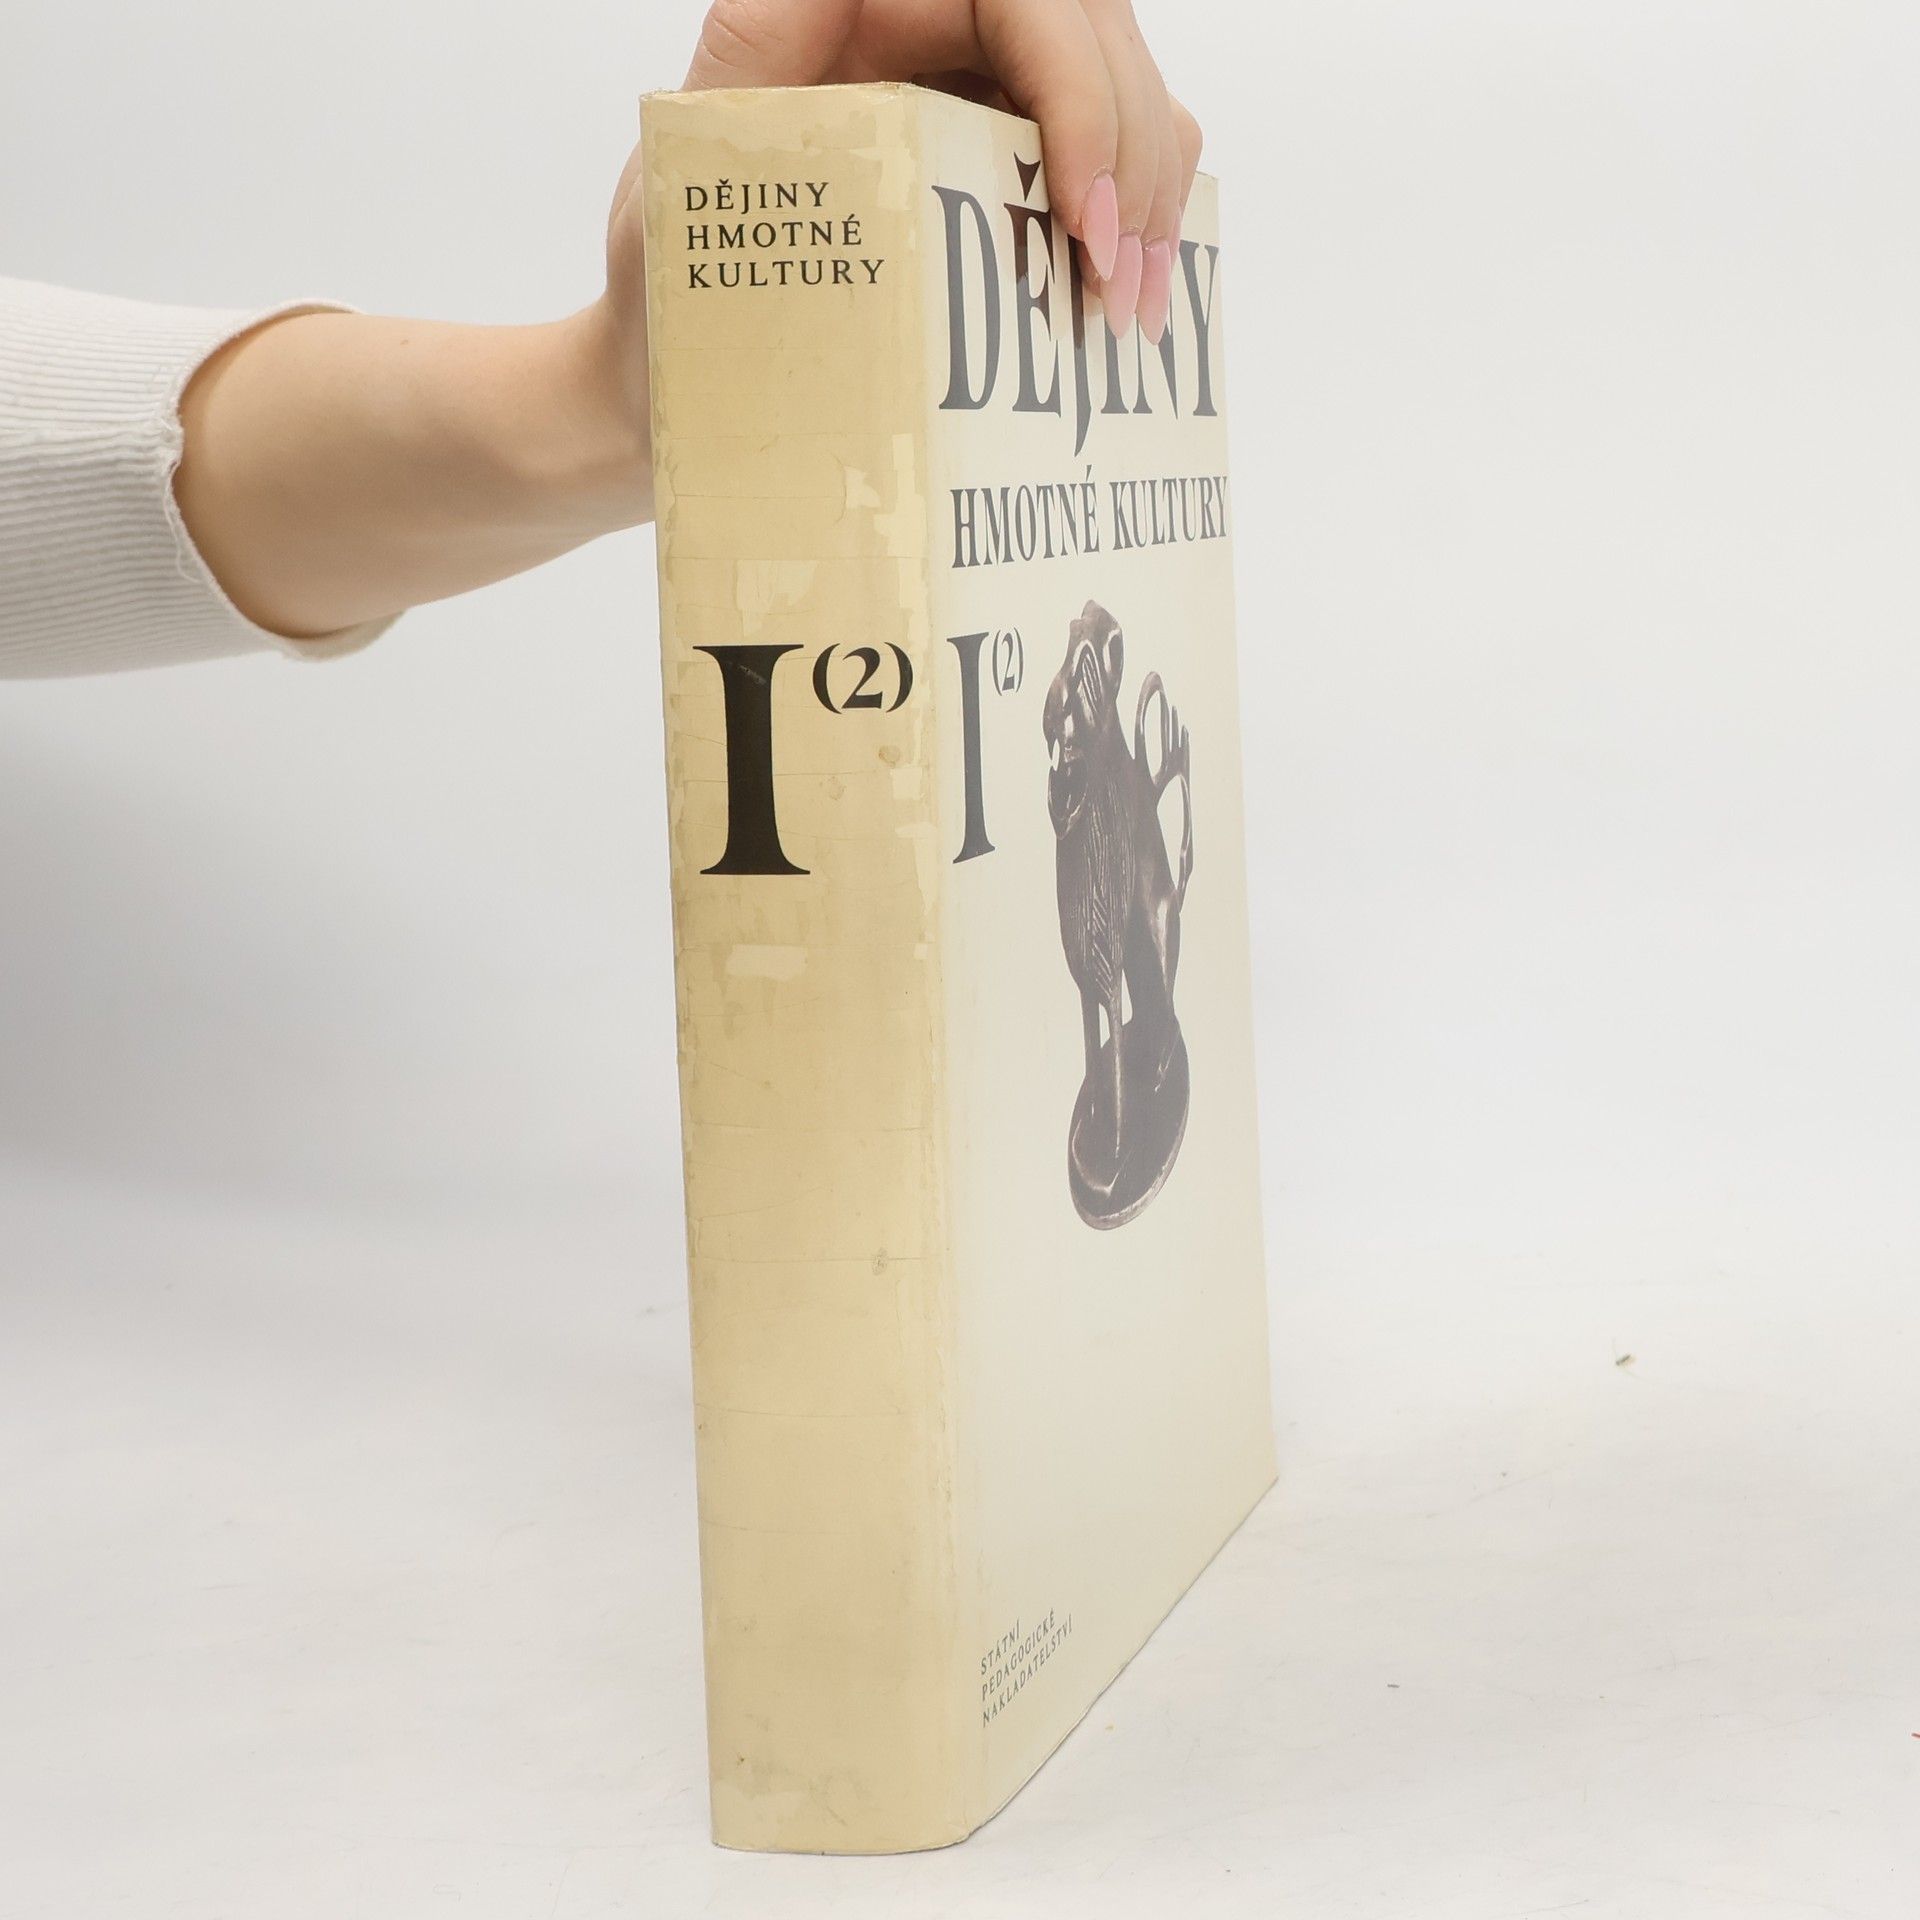 DĚJINY
HMOTNÉ
KULTURY
I(2)
DĚJINY
HMOTNÉ KULTURY
I(2)
STÁTNÍ
PEDAGOGICKÉ
NAKLADATELSTVÍ